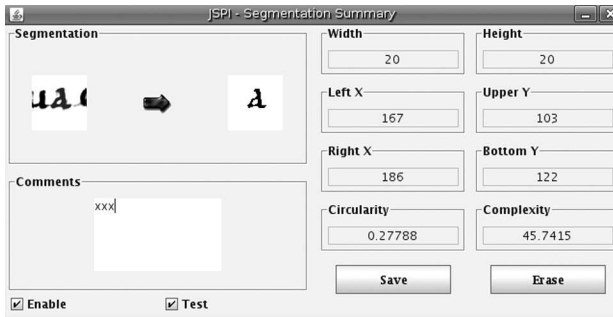 jSPI - Segmentation Summary
Segmentation
ua
a
Comments
xxx
Enable
Test
Width
20
Height
20
Left X
167
Upper Y
103
Right X
186
Bottom Y
122
Circularity
0.27788
Complexity
45.7415
Save
Erase